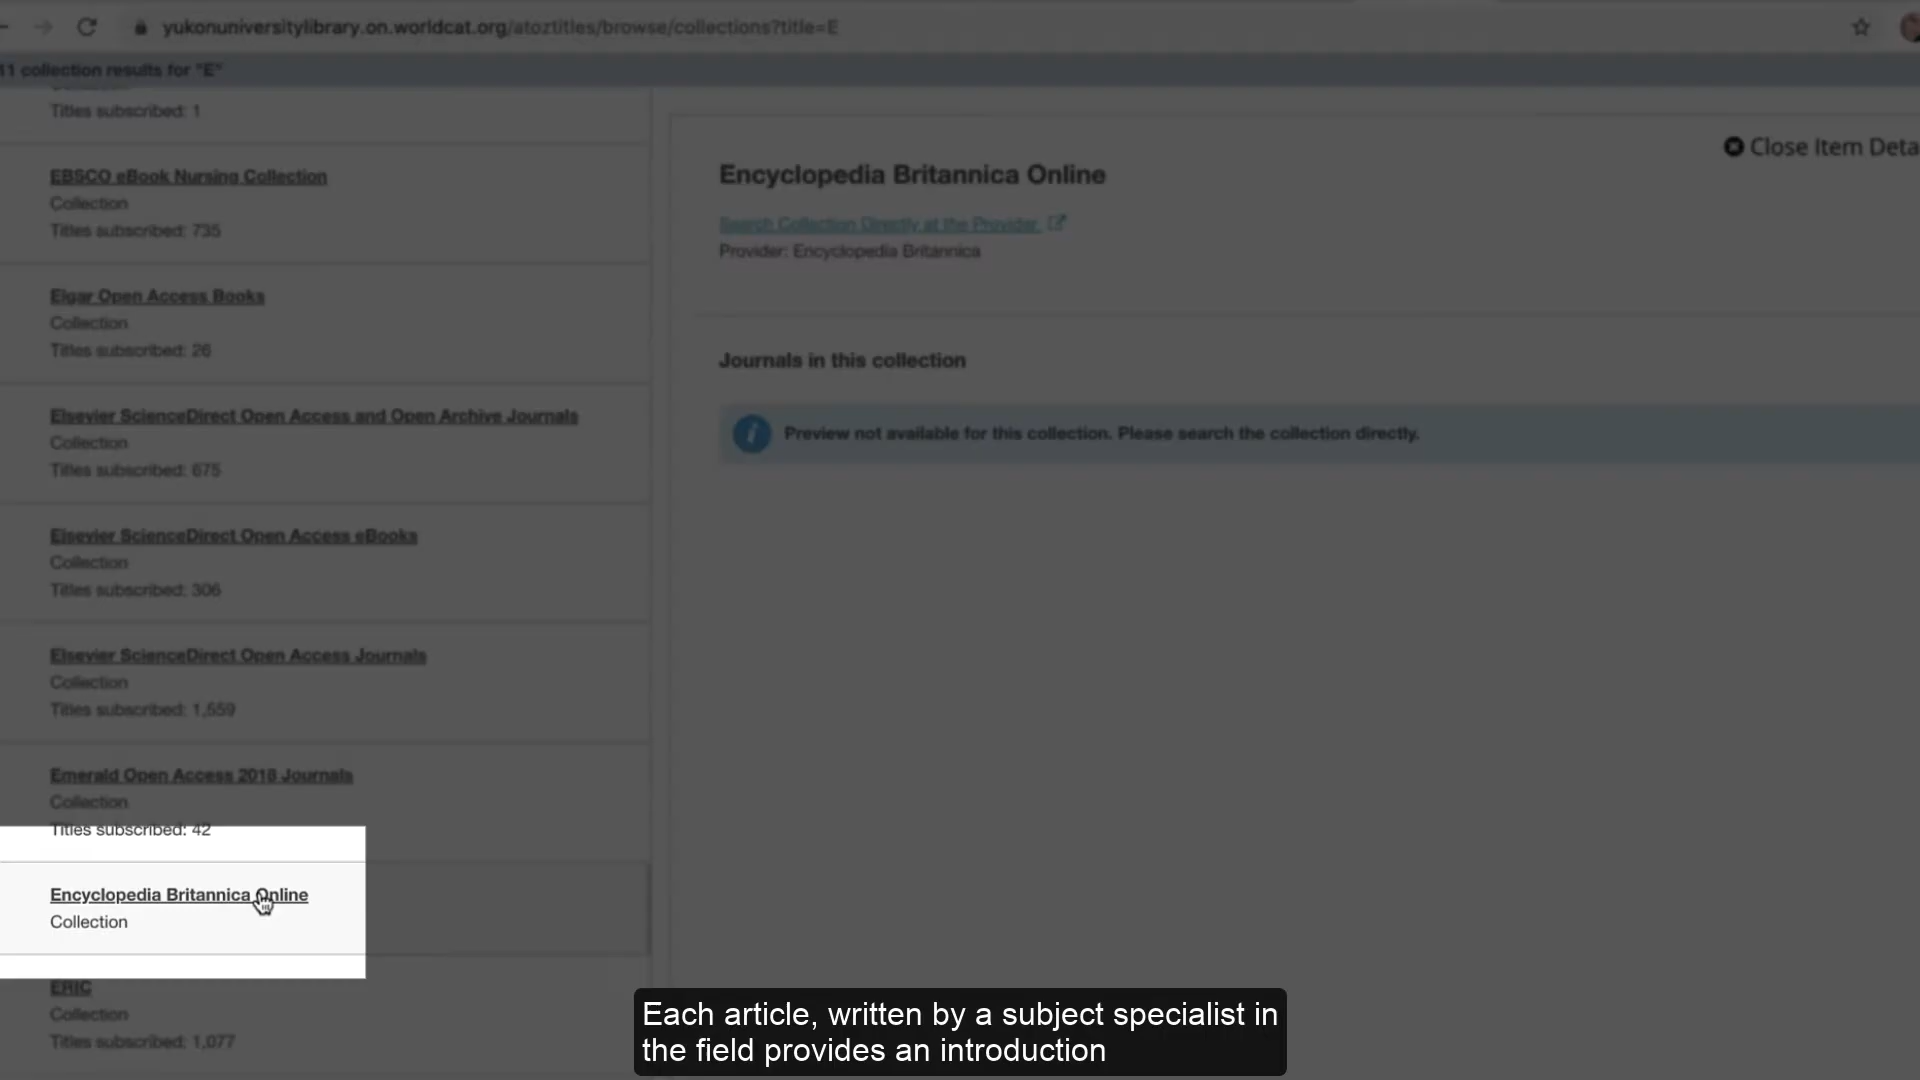 yukonuniversitylibrary.on.worldcat.org/atoztitles/browse/collections?title=E
11 collection results for "E"
Titles subscribed: 1
EBSCO eBook Nursing Collection
Collection
Titles subscribed: 735
Elgar Open Access Books
Collection
Titles subscribed: 26
Elsevier ScienceDirect Open Access and Open Archive Journals
Collection
Titles subscribed: 675
Elsevier ScienceDirect Open Access eBooks
Collection
Titles subscribed: 306
Elsevier ScienceDirect Open Access Journals
Collection
Titles subscribed: 1,559
Emerald Open Access 2018 Journals
Collection
Titles subscribed: 42
Encyclopedia Britannica Online
Collection
ERIC
Collection
Titles subscribed: 1,077
Close Item Deta
Encyclopedia Britannica Online
Search Collection Directly at the Provider
Provider: Encyclopedia Britannica
Journals in this collection
Preview not available for this collection. Please search the collection directly.
Each article, written by a subject specialist in
the field provides an introduction